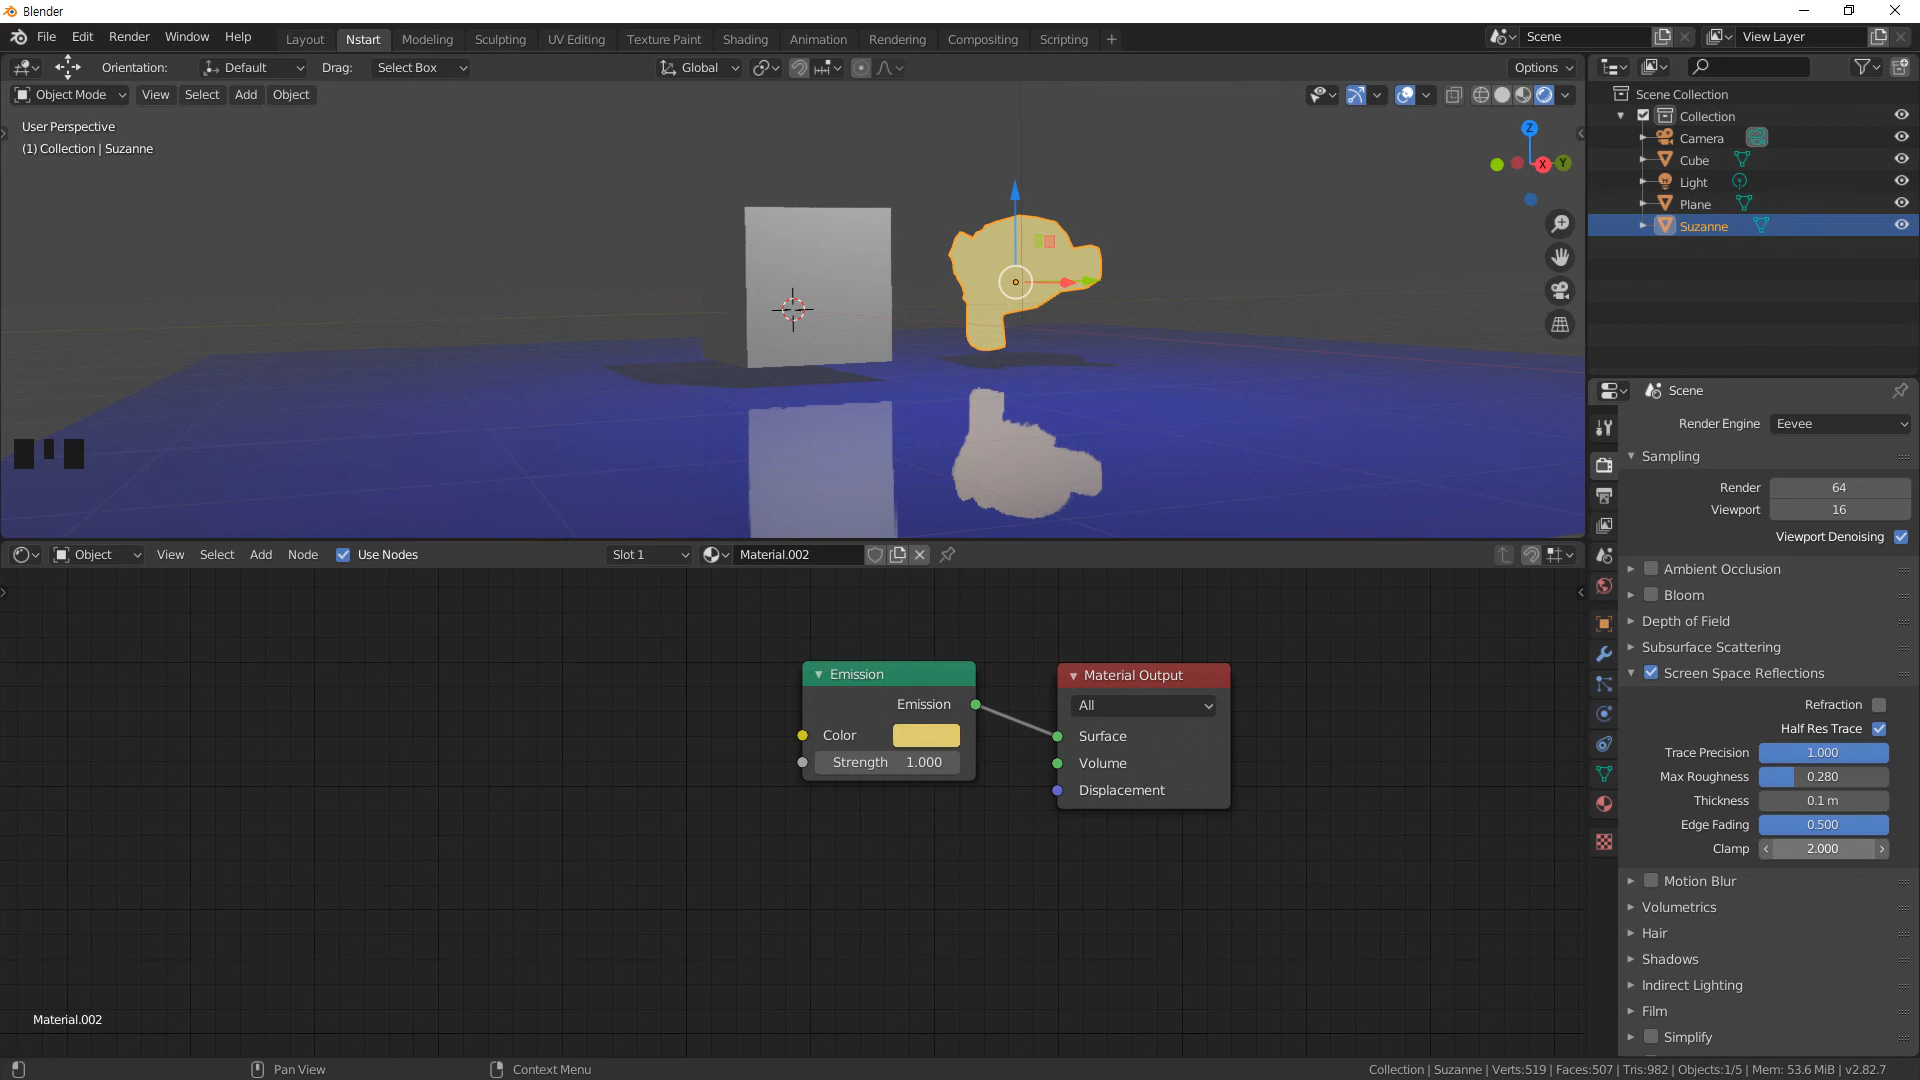 Blender
File Edit Render Window Help Layout Nstart Modeling Sculpting UV Editing Texture Paint Shading Animation Rendering Compositing Scripting + Scene View Layer
Orientation: Default Drag: Select Box Global Options
Object Mode View Select Add Object
User Perspective
(1) Collection | Suzanne
Z
X
Y
Scene Collection
Collection
Camera
Cube
Light
Plane
Suzanne
Scene
Render Engine Eevee
Sampling
Render 64
Viewport 16
Viewport Denoising
Ambient Occlusion
Bloom
Depth of Field
Subsurface Scattering
Screen Space Reflections
Refraction
Half Res Trace
Trace Precision 1.000
Max Roughness 0.280
Thickness 0.1 m
Edge Fading 0.500
Clamp 2.000
Motion Blur
Volumetrics
Hair
Shadows
Indirect Lighting
Film
Simplify
Object View Select Add Node Use Nodes Slot 1 Material.002
Emission
Emission
Color
Strength 1.000
Material Output
All
Surface
Volume
Displacement
Material.002
Pan View Context Menu Collection | Suzanne | Verts:519 | Faces:507 | Tris:982 | Objects:1/5 | Mem: 53.6 MiB | v2.82.7